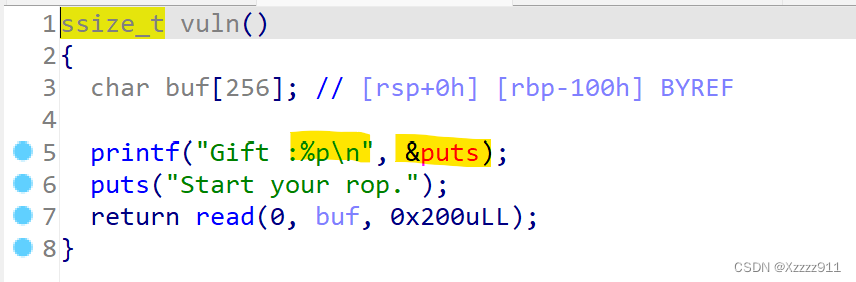 1 ssize_t vuln()
2 {
3 char buf[256]; // [rsp+0h] [rbp-100h] BYREF
4
5 printf("Gift :%p\n", &puts);
6 puts("Start your rop.");
7 return read(0, buf, 0x200uLL);
8 }
CSDN @Xzzzz911